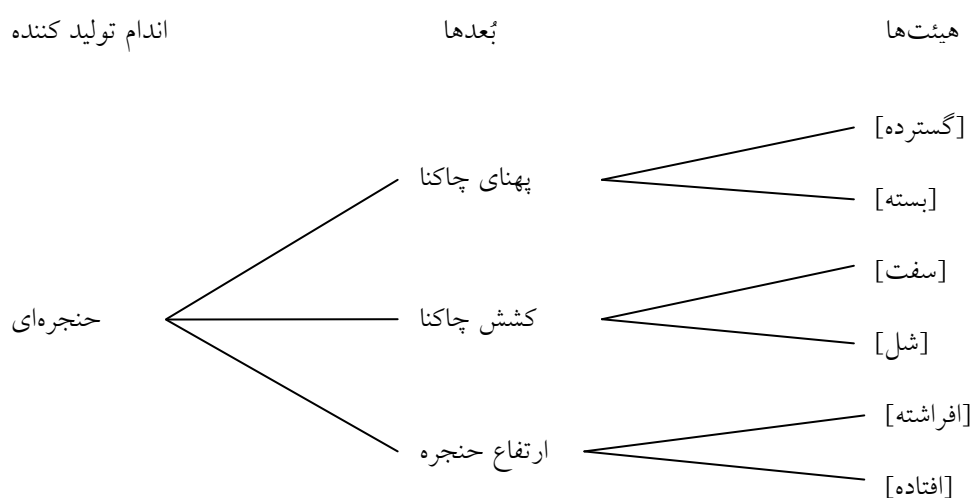 هیئت‌ها بُعدها اندام تولید کننده
[گسترده]
پهنای چاکنا
[بسته]
[سفت]
کشش چاکنا
حنجره‌ای
[شل]
[افراشته]
ارتفاع حنجره
[افتاده]